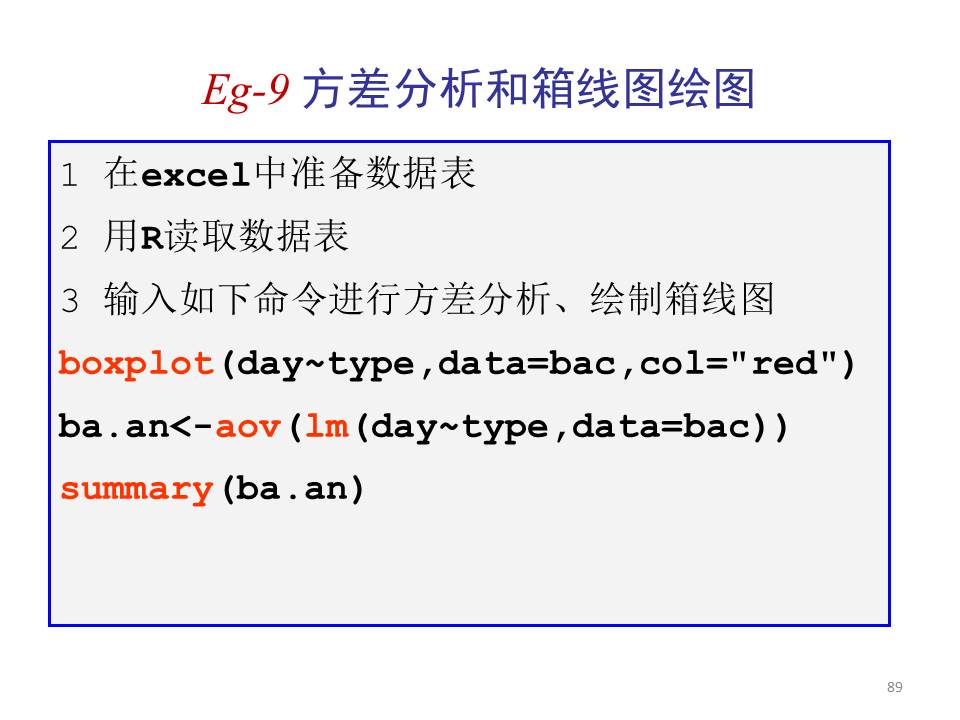 Eg-9 方差分析和箱线图绘图
1 在excel中准备数据表
2 用R读取数据表
3 输入如下命令进行方差分析、绘制箱线图
boxplot(day~type,data=bac,col="red")
ba.an<-aov(lm(day~type,data=bac))
summary(ba.an)
89